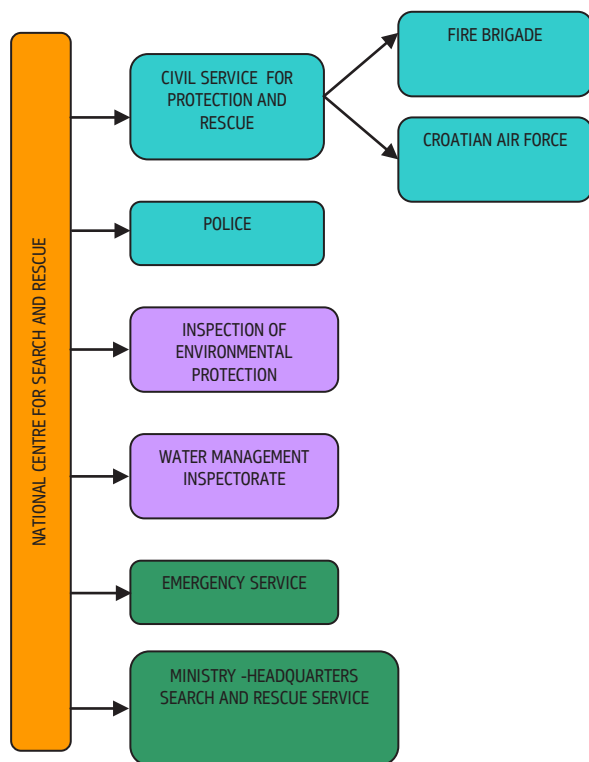 NATIONAL CENTRE FOR SEARCH AND RESCUE
CIVIL SERVICE FOR
PROTECTION AND
RESCUE
FIRE BRIGADE
CROATIAN AIR FORCE
POLICE
INSPECTION OF
ENVIRONMENTAL
PROTECTION
WATER MANAGEMENT
INSPECTORATE
EMERGENCY SERVICE
MINISTRY -HEADQUARTERS
SEARCH AND RESCUE SERVICE